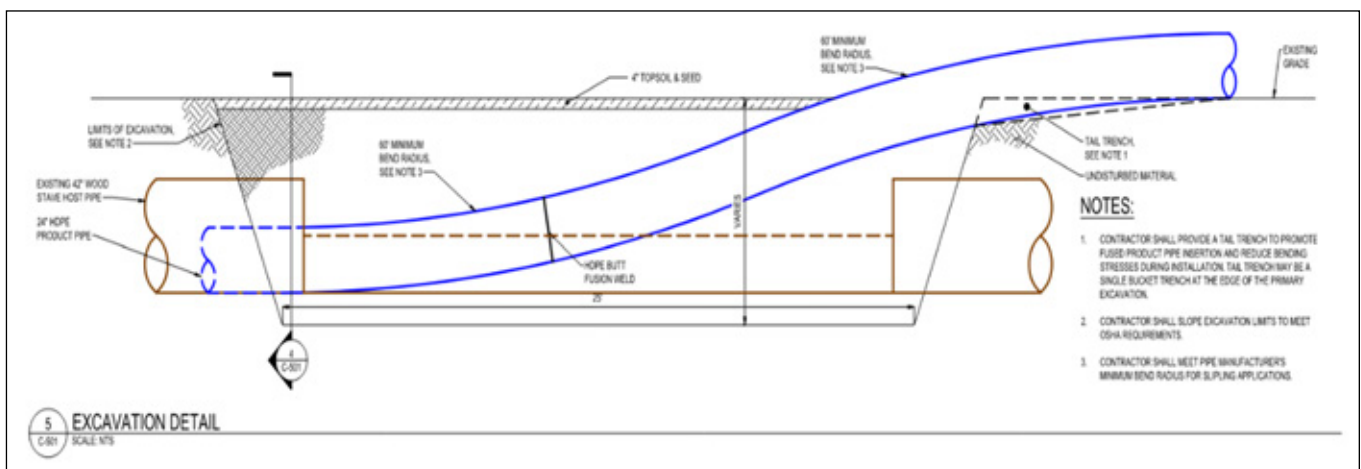 60' MINIMUM
BEND RADIUS,
SEE NOTE 3
EXISTING
GRADE
4" TOPSOIL & SEED
LIMITS OF EXCAVATION,
SEE NOTE 2
60' MINIMUM
BEND RADIUS,
SEE NOTE 3
TAIL TRENCH,
SEE NOTE 1
UNDISTURBED MATERIAL
EXISTING 42" WOOD
STAVE HOST PIPE
24" HDPE
PRODUCT PIPE
VARIES
HDPE BUTT
FUSION WELD
25'
4
C-501
NOTES:
1. CONTRACTOR SHALL PROVIDE A TAIL TRENCH TO PROMOTE
FUSED PRODUCT PIPE INSERTION AND REDUCE BENDING
STRESSES DURING INSTALLATION. TAIL TRENCH MAY BE A
SINGLE BUCKET TRENCH AT THE EDGE OF THE PRIMARY
EXCAVATION.
2. CONTRACTOR SHALL SLOPE EXCAVATION LIMITS TO MEET
OSHA REQUIREMENTS.
3. CONTRACTOR SHALL MEET PIPE MANUFACTURER'S
MINIMUM BEND RADIUS FOR SLIPLING APPLICATIONS.
5
C-501
EXCAVATION DETAIL
SCALE: NTS